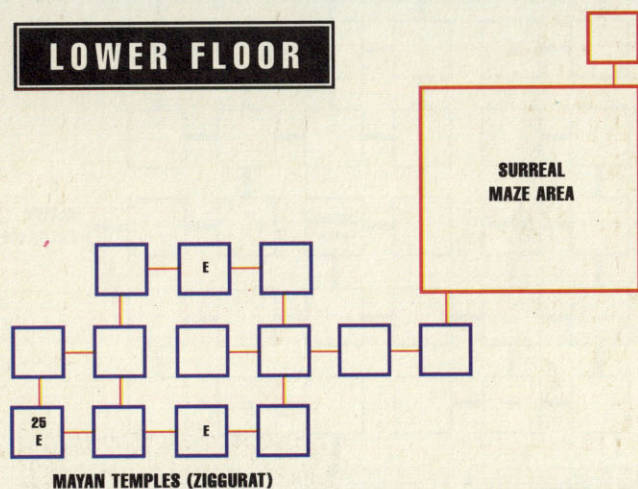 LOWER FLOOR
SURREAL
MAZE AREA
E
E
25
E
MAYAN TEMPLES (ZIGGURAT)